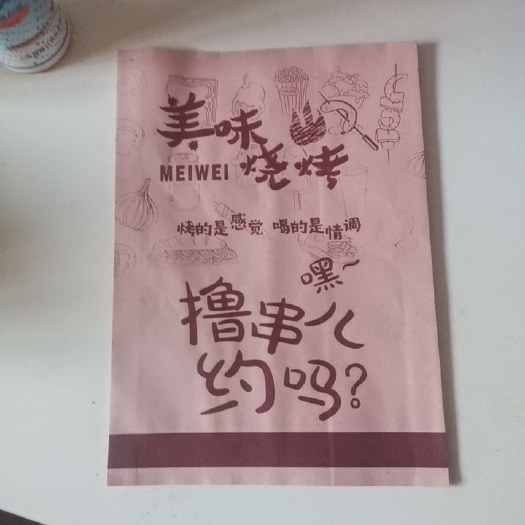 美味
MEIWEI 烧烤
烤的是感觉 喝的是情调
嘿~
撸串儿
约吗?